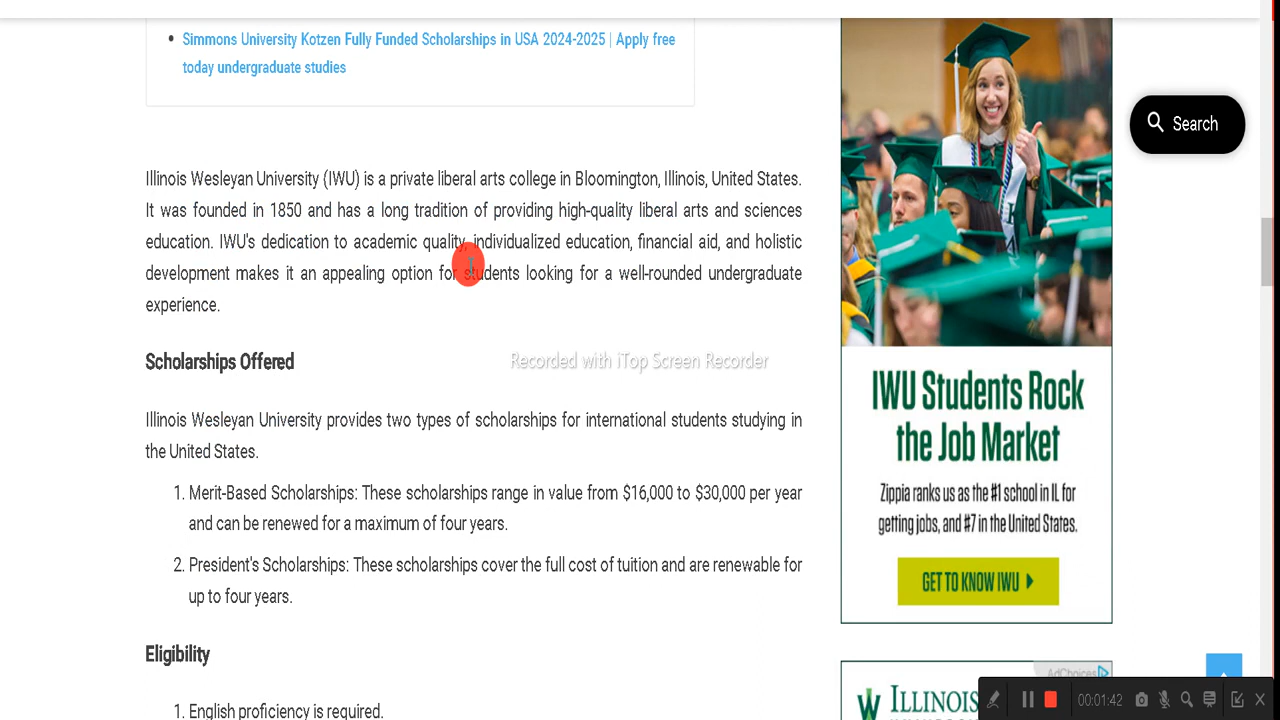 Simmons University Kotzen Fully Funded Scholarships in USA 2024-2025 | Apply free
today undergraduate studies
Search
Illinois Wesleyan University (IWU) is a private liberal arts college in Bloomington, Illinois, United States.
It was founded in 1850 and has a long tradition of providing high-quality liberal arts and sciences
education. IWU's dedication to academic quality, individualized education, financial aid, and holistic
development makes it an appealing option for students looking for a well-rounded undergraduate
experience.
Scholarships Offered
Recorded with iTop Screen Recorder
Illinois Wesleyan University provides two types of scholarships for international students studying in
the United States.
1. Merit-Based Scholarships: These scholarships range in value from $16,000 to $30,000 per year
and can be renewed for a maximum of four years.
2. President's Scholarships: These scholarships cover the full cost of tuition and are renewable for
up to four years.
Eligibility
1. English proficiency is required.
IWU Students Rock
the Job Market
Zippia ranks us as the #1 school in IL for
getting jobs, and #7 in the United States.
GET TO KNOW IWU
AdChoices
ILLINOIS
00:01:42